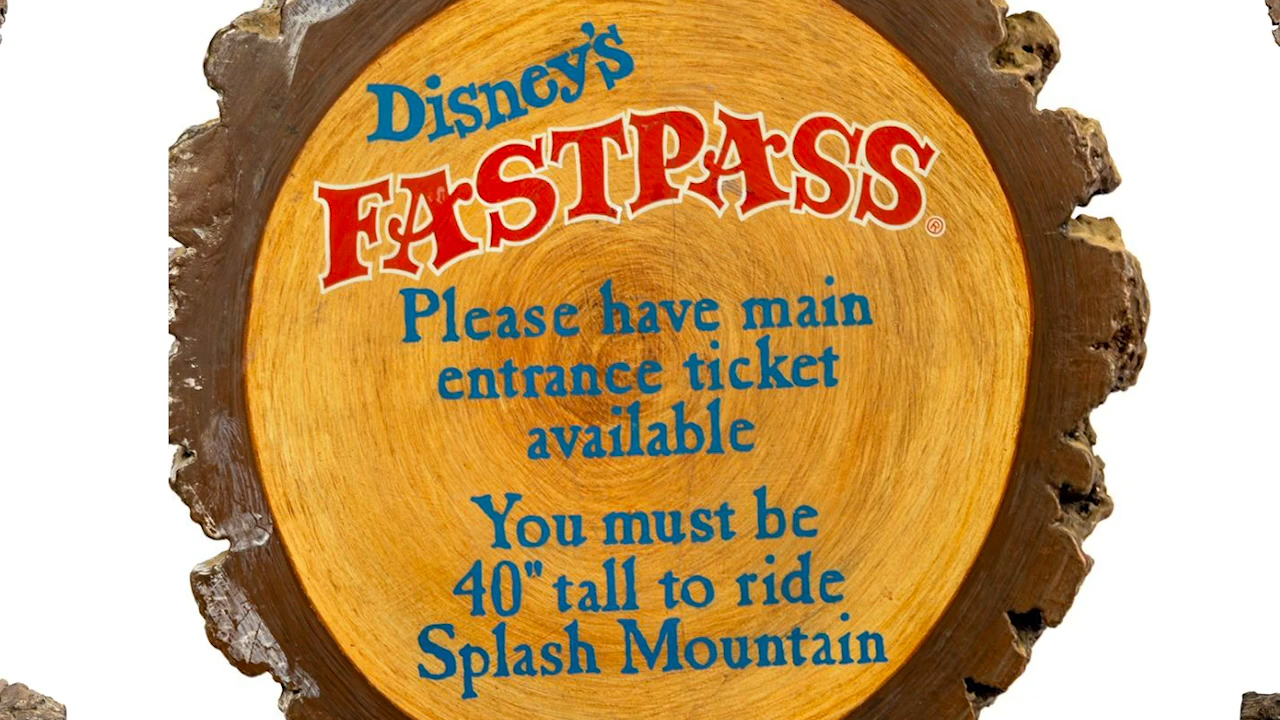 Disney's
FASTPASS®
Please have main
entrance ticket
available
You must be
40" tall to ride
Splash Mountain